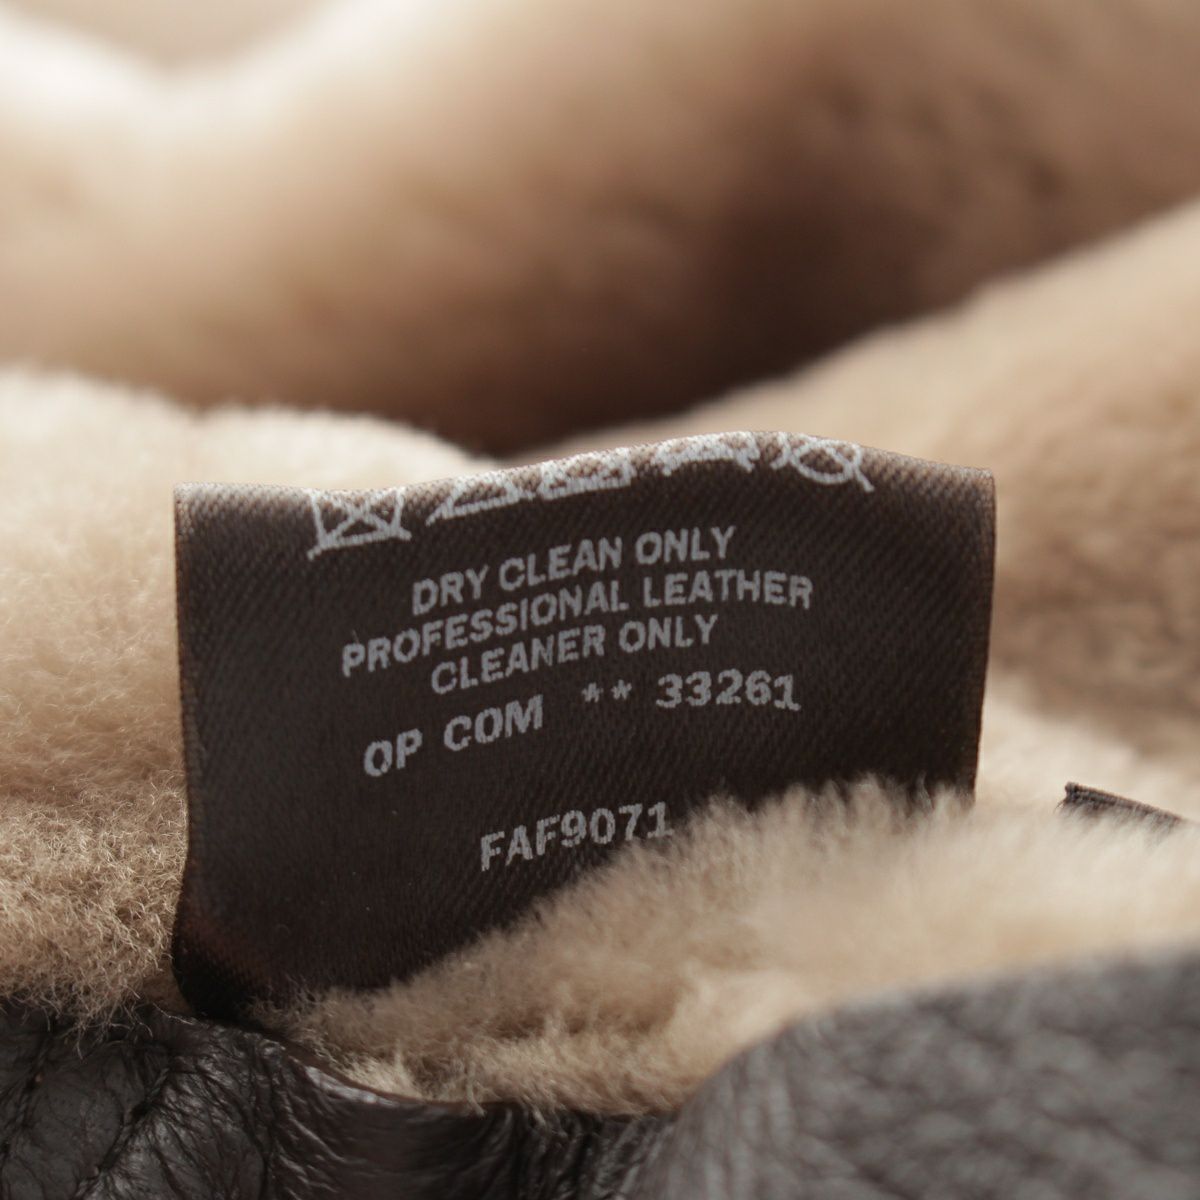 DRY CLEAN ONLY
PROFESSIONAL LEATHER
CLEANER ONLY
OP COM ** 33261
FAF9071